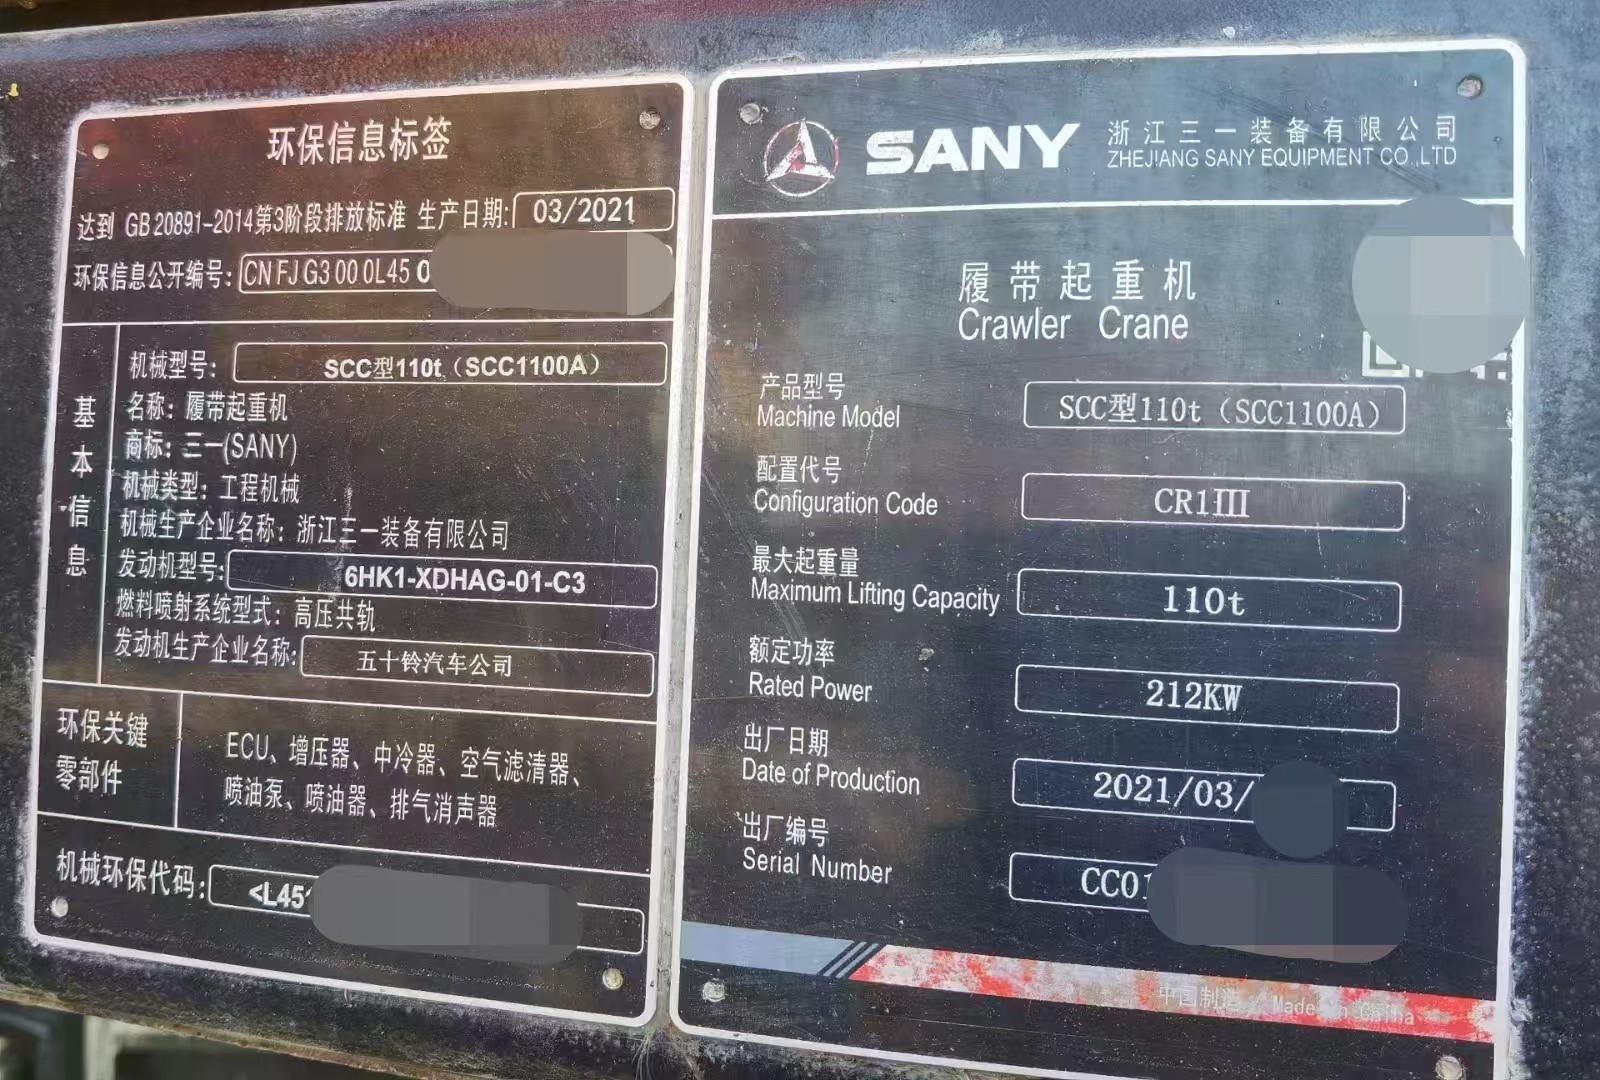 环保信息标签
达到 GB 20891-2014第3阶段排放标准 生产日期: 03/2021
环保信息公开编号: CN FJ G3 00 0L45 0
基本信息
机械型号: SCC型110t（SCC1100A）
名称: 履带起重机
商标: 三一(SANY)
机械类型: 工程机械
机械生产企业名称: 浙江三一装备有限公司
发动机型号: 6HK1-XDHAG-01-C3
燃料喷射系统型式: 高压共轨
发动机生产企业名称: 五十铃汽车公司
环保关键
零部件
ECU、增压器、中冷器、空气滤清器、
喷油泵、喷油器、排气消声器
机械环保代码: <L45
SANY 浙江三一装备有限公司
ZHEJIANG SANY EQUIPMENT CO.,LTD
履带起重机
Crawler Crane
产品型号
Machine Model SCC型110t（SCC1100A）
配置代号
Configuration Code CR1III
最大起重量
Maximum Lifting Capacity 110t
额定功率
Rated Power 212KW
出厂日期
Date of Production 2021/03/
出厂编号
Serial Number CC01
中国制造 / Made in China